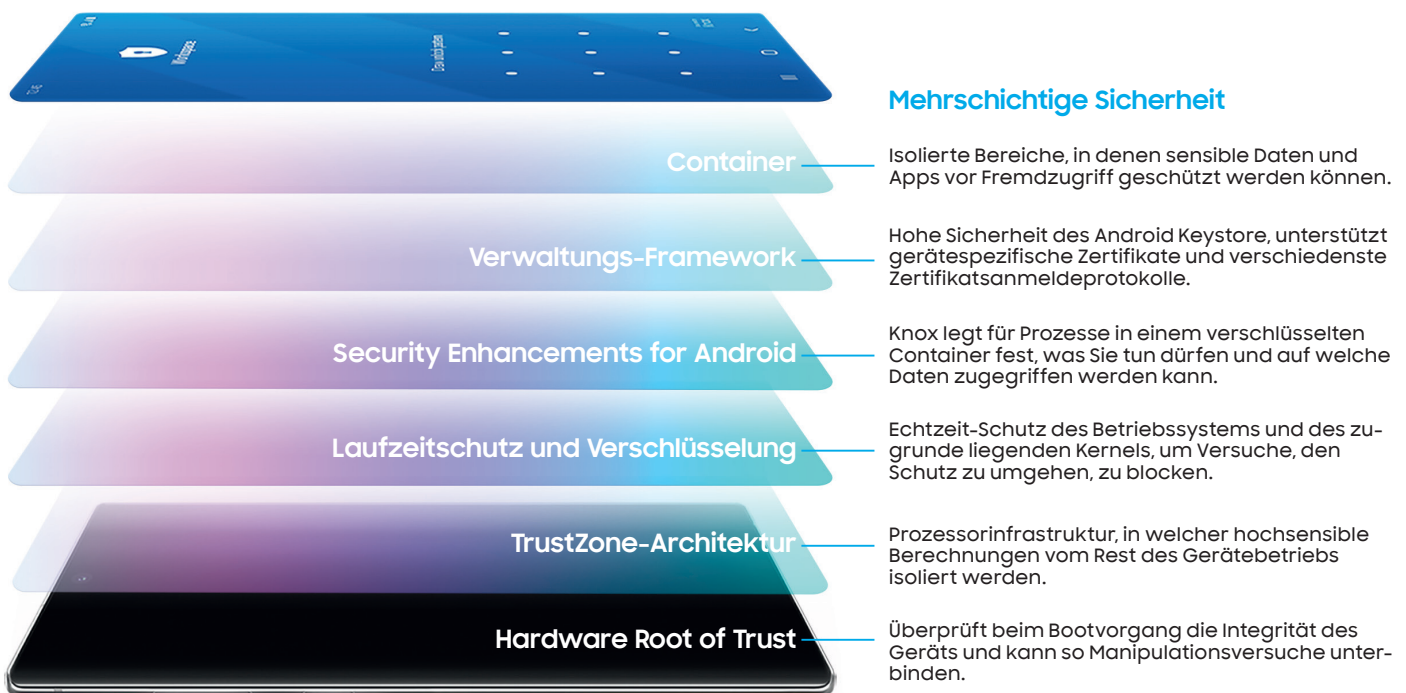 Workspace
Draw unlock pattern
Mehrschichtige Sicherheit
Container
Isolierte Bereiche, in denen sensible Daten und
Apps vor Fremdzugriff geschützt werden können.
Verwaltungs-Framework
Hohe Sicherheit des Android Keystore, unterstützt
gerätespezifische Zertifikate und verschiedenste
Zertifikatsanmeldeprotokolle.
Security Enhancements for Android
Knox legt für Prozesse in einem verschlüsselten
Container fest, was Sie tun dürfen und auf welche
Daten zugegriffen werden kann.
Laufzeitschutz und Verschlüsselung
Echtzeit-Schutz des Betriebssystems und des zu-
grunde liegenden Kernels, um Versuche, den
Schutz zu umgehen, zu blocken.
TrustZone-Architektur
Prozessorinfrastruktur, in welcher hochsensible
Berechnungen vom Rest des Gerätebetriebs
isoliert werden.
Hardware Root of Trust
Überprüft beim Bootvorgang die Integrität des
Geräts und kann so Manipulationsversuche unter-
binden.